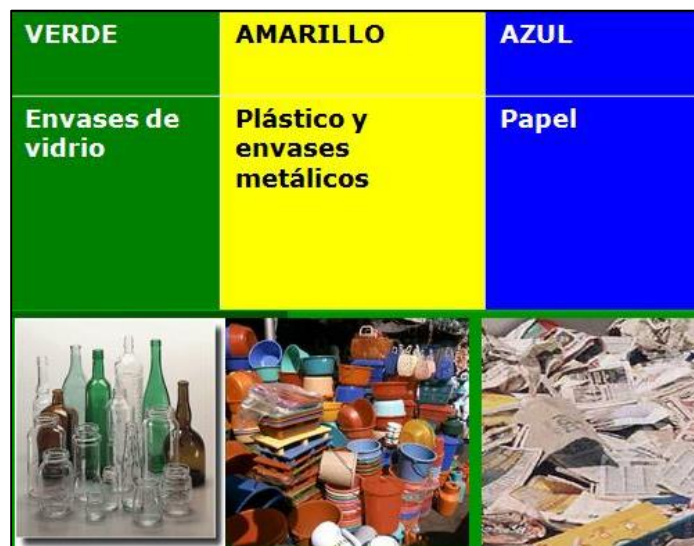 VERDE
AMARILLO
AZUL
Envases de
vidrio
Plástico y
envases
metálicos
Papel